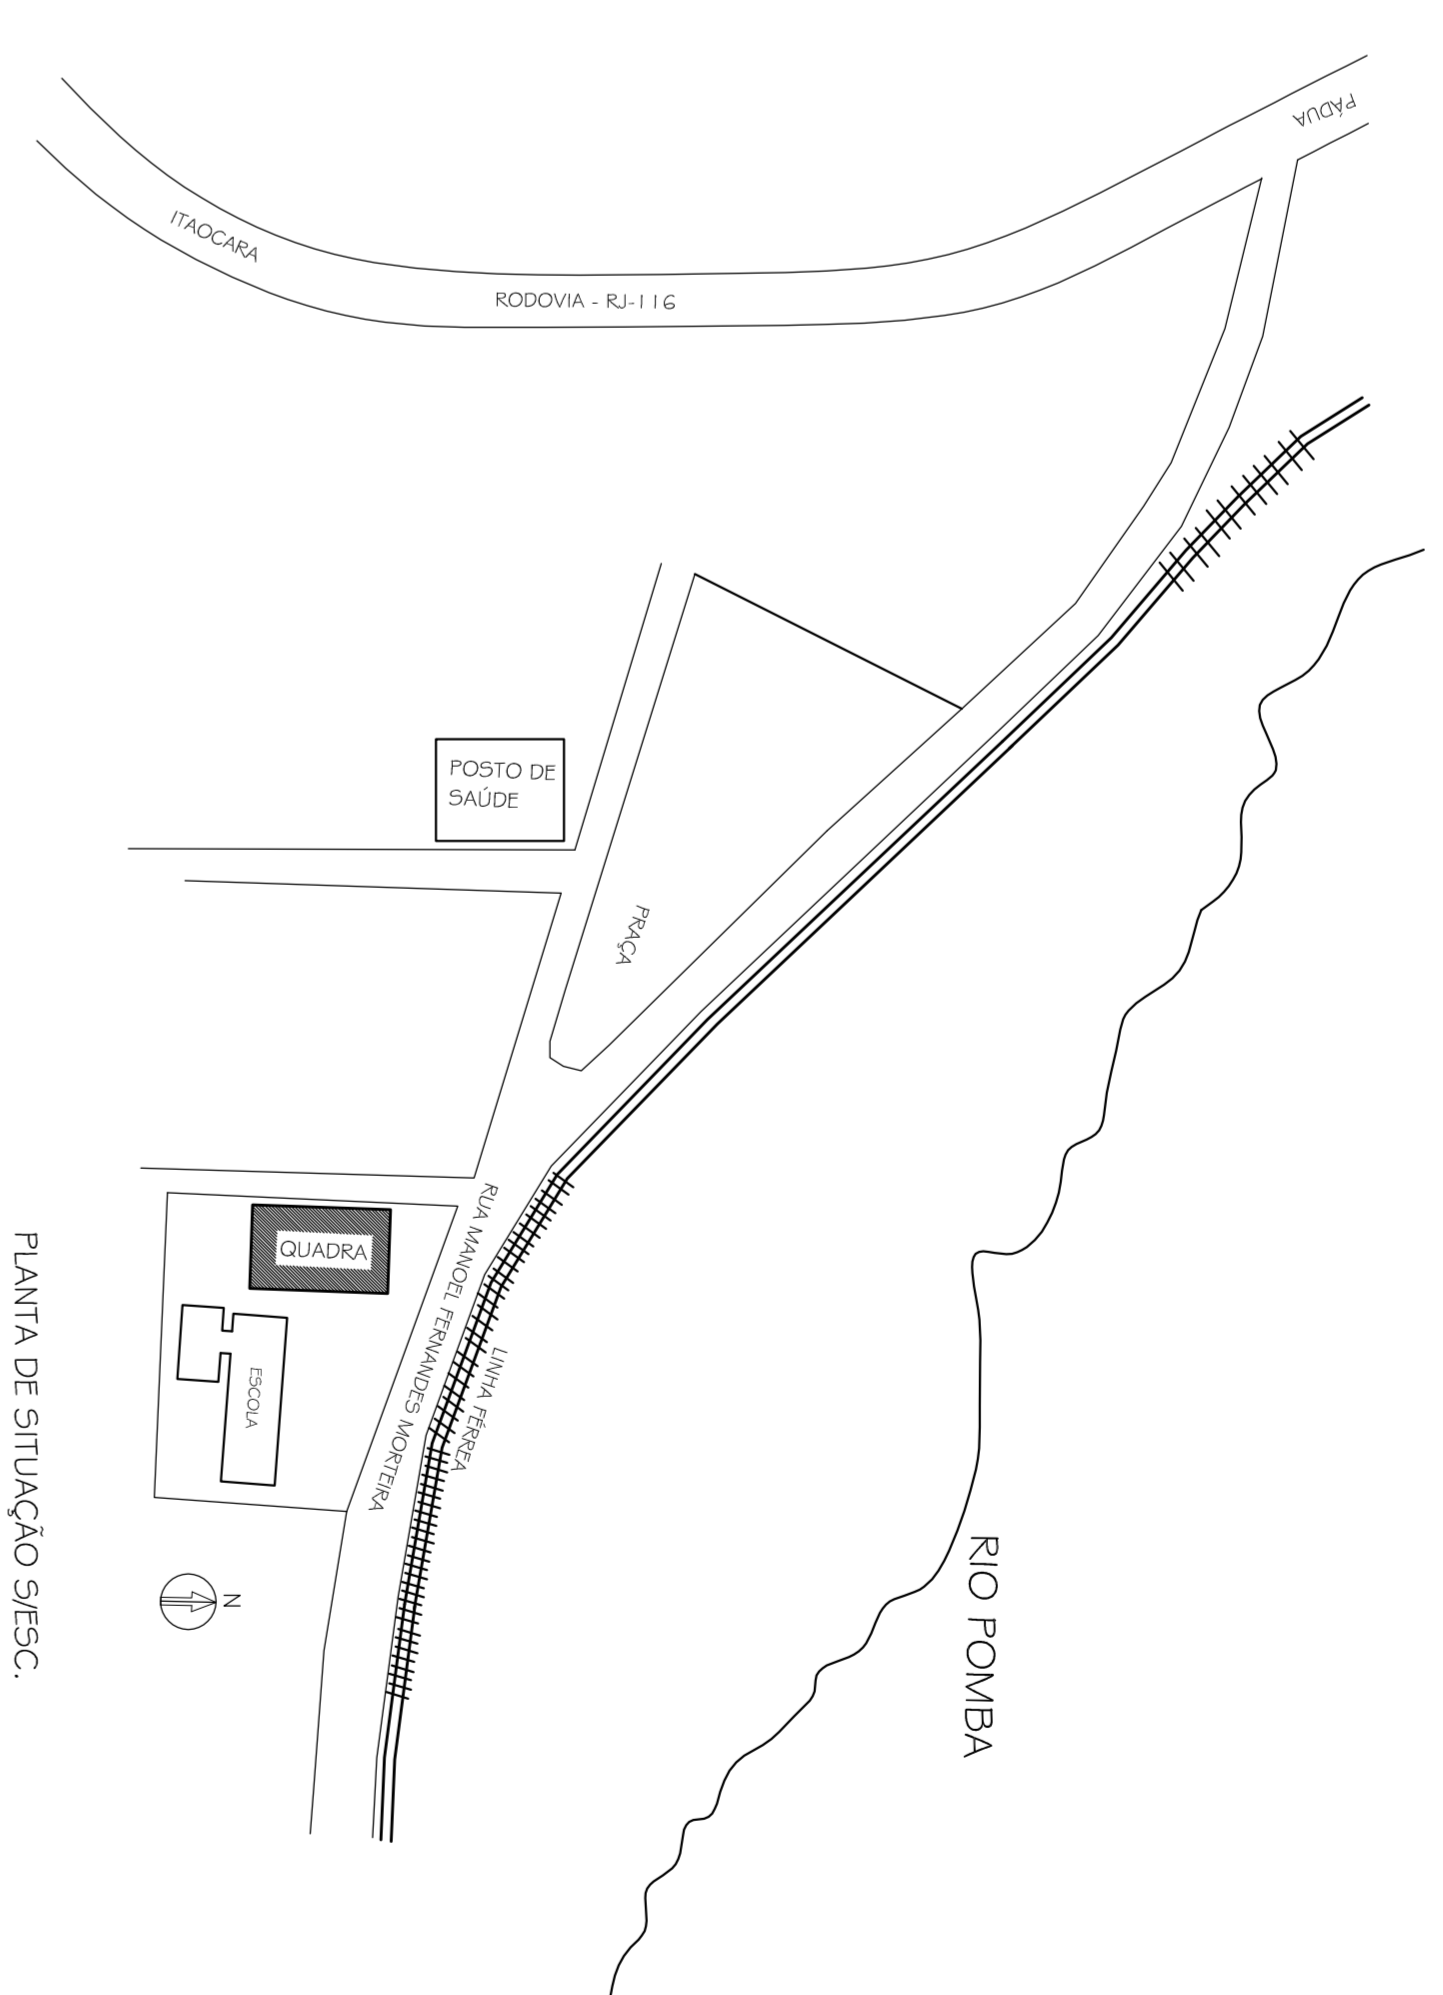 PÁDUA
ITAOCARA
RODOVIA - RJ-116
POSTO DE
SAÚDE
PRAÇA
RUA MANOEL FERNANDES MORTEIRA
LINHA FÉRREA
QUADRA
ESCOLA
N
RIO POMBA
PLANTA DE SITUAÇÃO S/ESC.